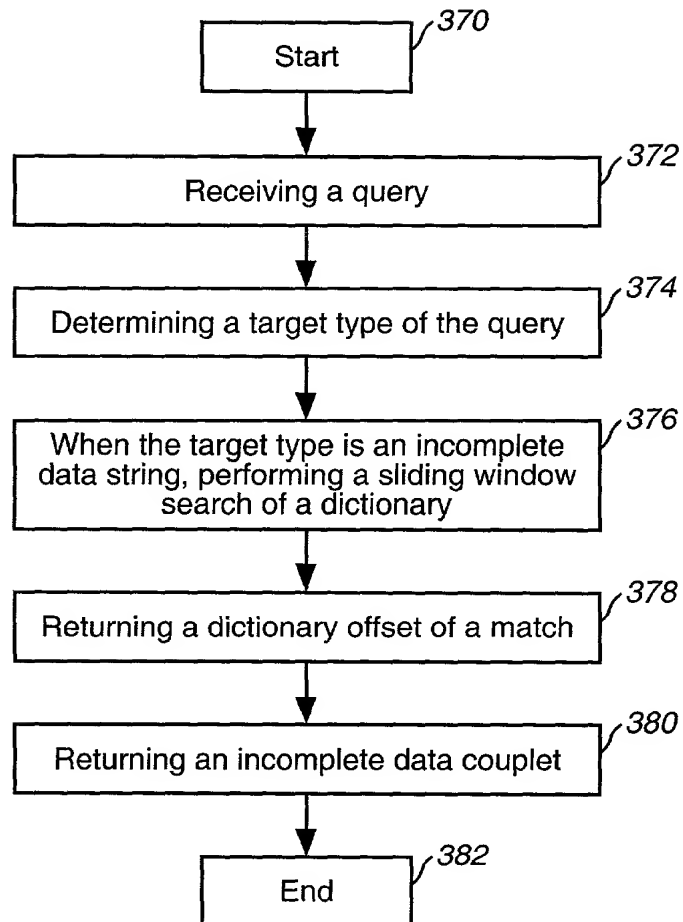 370
Start
372
Receiving a query
374
Determining a target type of the query
376
When the target type is an incomplete
data string, performing a sliding window
search of a dictionary
378
Returning a dictionary offset of a match
380
Returning an incomplete data couplet
382
End